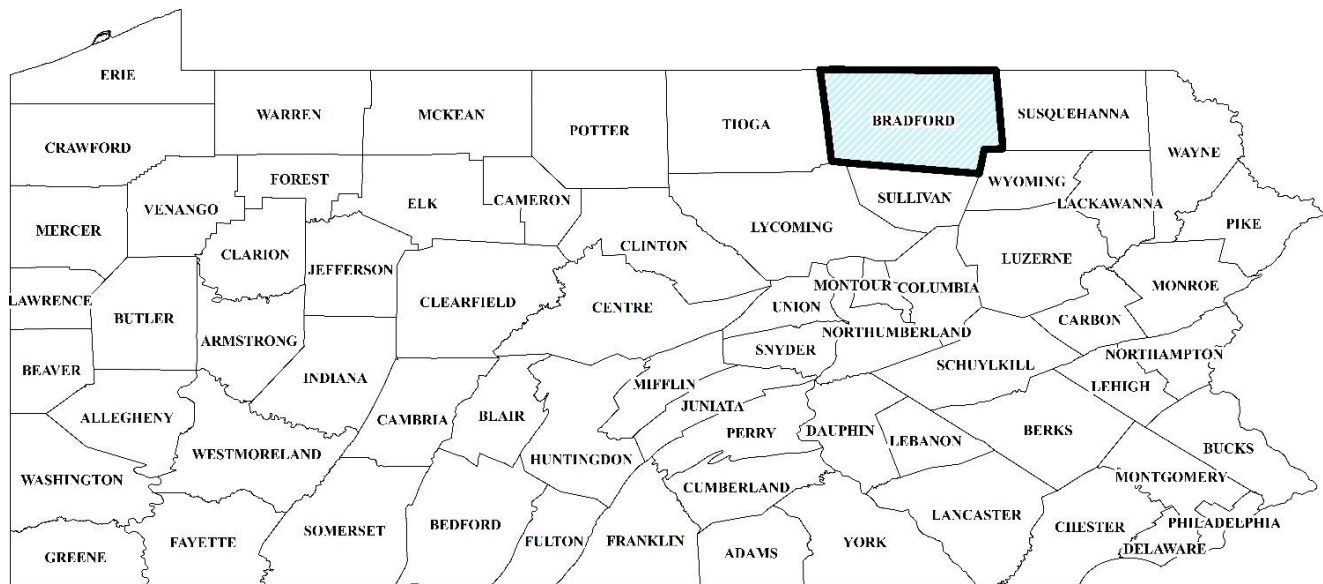 ERIE
WARREN
MCKEAN
POTTER
TIOGA
BRADFORD
SUSQUEHANNA
CRAWFORD
WAYNE
FOREST
ELK
CAMERON
SULLIVAN
WYOMING
LACKAWANNA
VENANGO
MERCER
LYCOMING
PIKE
CLARION
CLINTON
JEFFERSON
LUZERNE
LAWRENCE
CLEARFIELD
CENTRE
MONTOUR
COLUMBIA
MONROE
BUTLER
UNION
CARBON
ARMSTRONG
NORTHUMBERLAND
SNYDER
NORTHAMPTON
BEAVER
INDIANA
SCHUYLKILL
MIFFLIN
LEHIGH
ALLEGHENY
CAMBRIA
BLAIR
JUNIATA
PERRY
DAUPHIN
LEBANON
BERKS
BUCKS
WESTMORELAND
HUNTINGDON
WASHINGTON
CUMBERLAND
MONTGOMERY
LANCASTER
SOMERSET
BEDFORD
CHESTER
PHILADELPHIA
GREENE
FAYETTE
FULTON
FRANKLIN
ADAMS
YORK
DELAWARE